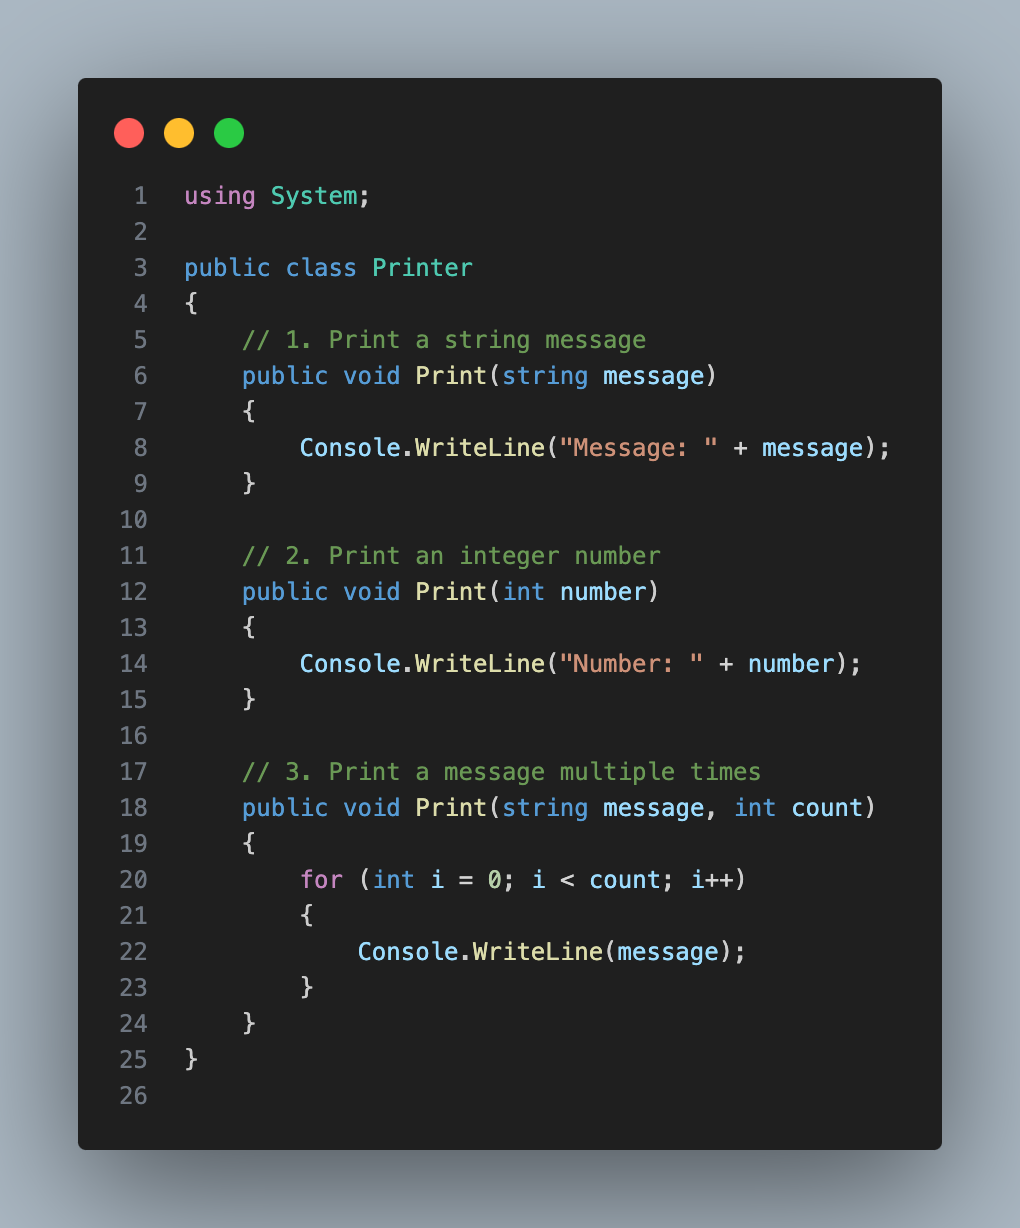 1 using System;
2
3 public class Printer
4 {
5     // 1. Print a string message
6     public void Print(string message)
7     {
8         Console.WriteLine("Message: " + message);
9     }
10
11     // 2. Print an integer number
12     public void Print(int number)
13     {
14         Console.WriteLine("Number: " + number);
15     }
16
17     // 3. Print a message multiple times
18     public void Print(string message, int count)
19     {
20         for (int i = 0; i < count; i++)
21         {
22             Console.WriteLine(message);
23         }
24     }
25 }
26